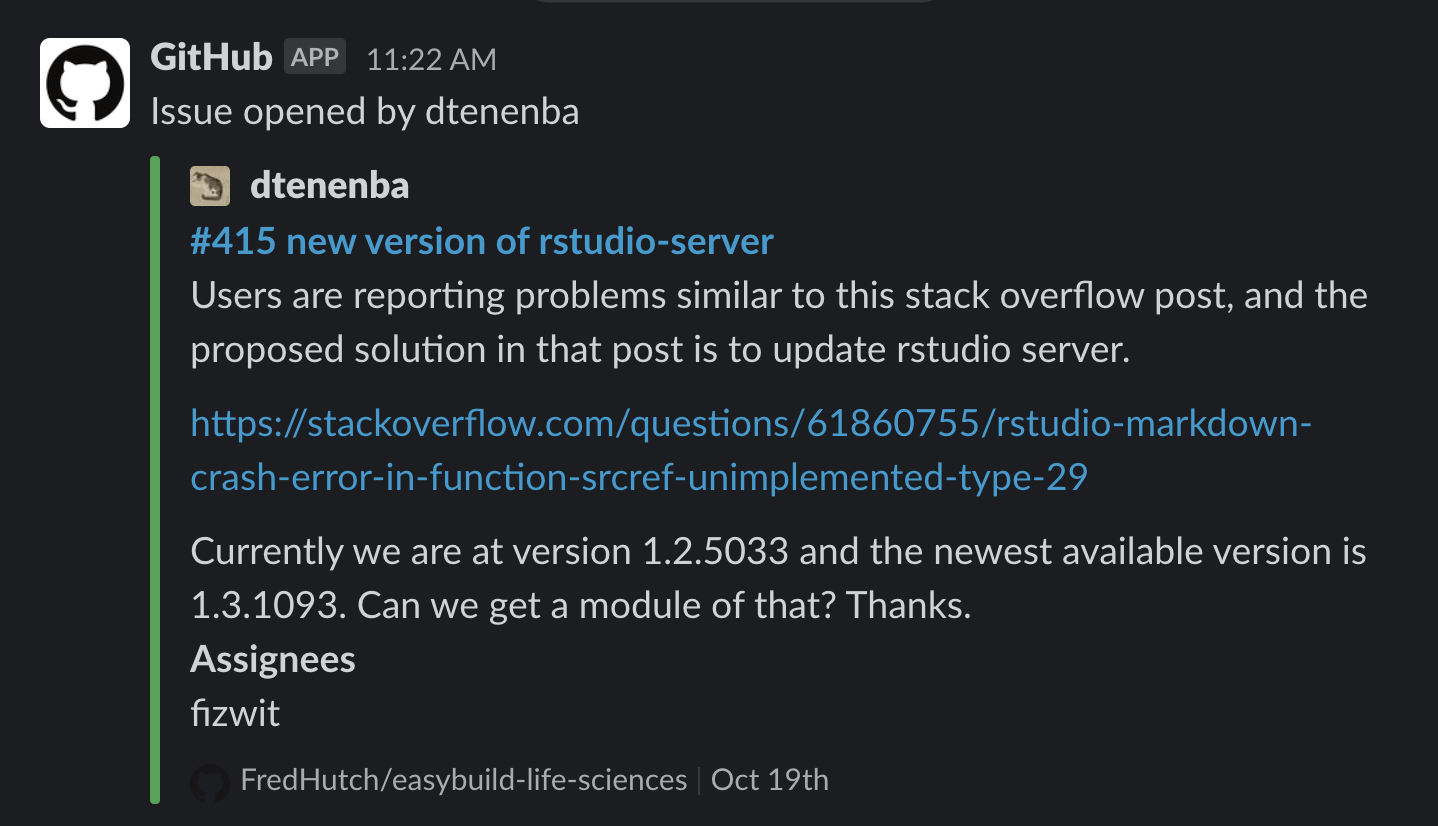 GitHub APP 11:22 AM
Issue opened by dtenenba
dtenenba
#415 new version of rstudio-server
Users are reporting problems similar to this stack overflow post, and the
proposed solution in that post is to update rstudio server.
https://stackoverflow.com/questions/61860755/rstudio-markdown-
crash-error-in-function-srcref-unimplemented-type-29
Currently we are at version 1.2.5033 and the newest available version is
1.3.1093. Can we get a module of that? Thanks.
Assignees
fizwit
FredHutch/easybuild-life-sciences | Oct 19th